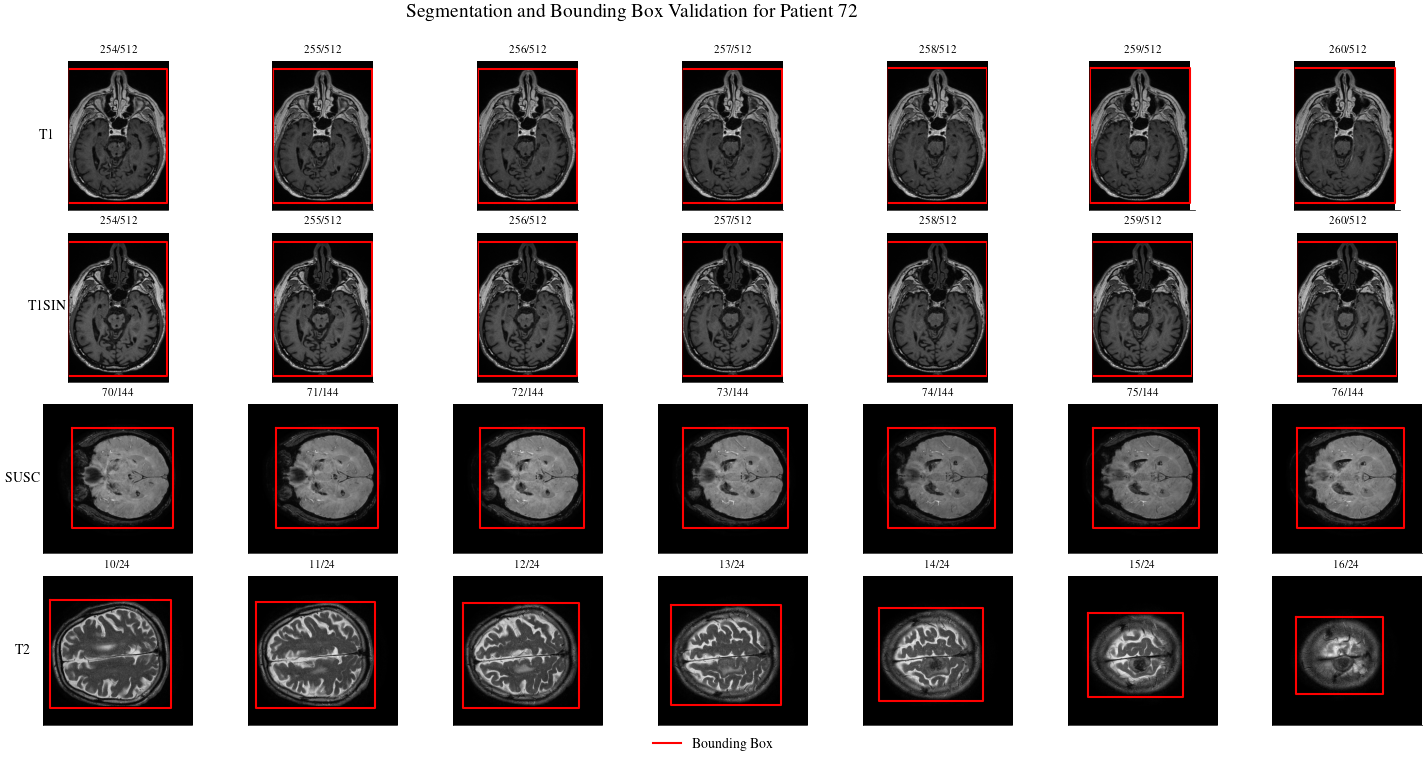 Segmentation and Bounding Box Validation for Patient 72
254/512 255/512 256/512 257/512 258/512 259/512 260/512
T1
254/512 255/512 256/512 257/512 258/512 259/512 260/512
T1SIN
70/144 71/144 72/144 73/144 74/144 75/144 76/144
SUSC
10/24 11/24 12/24 13/24 14/24 15/24 16/24
T2
Bounding Box